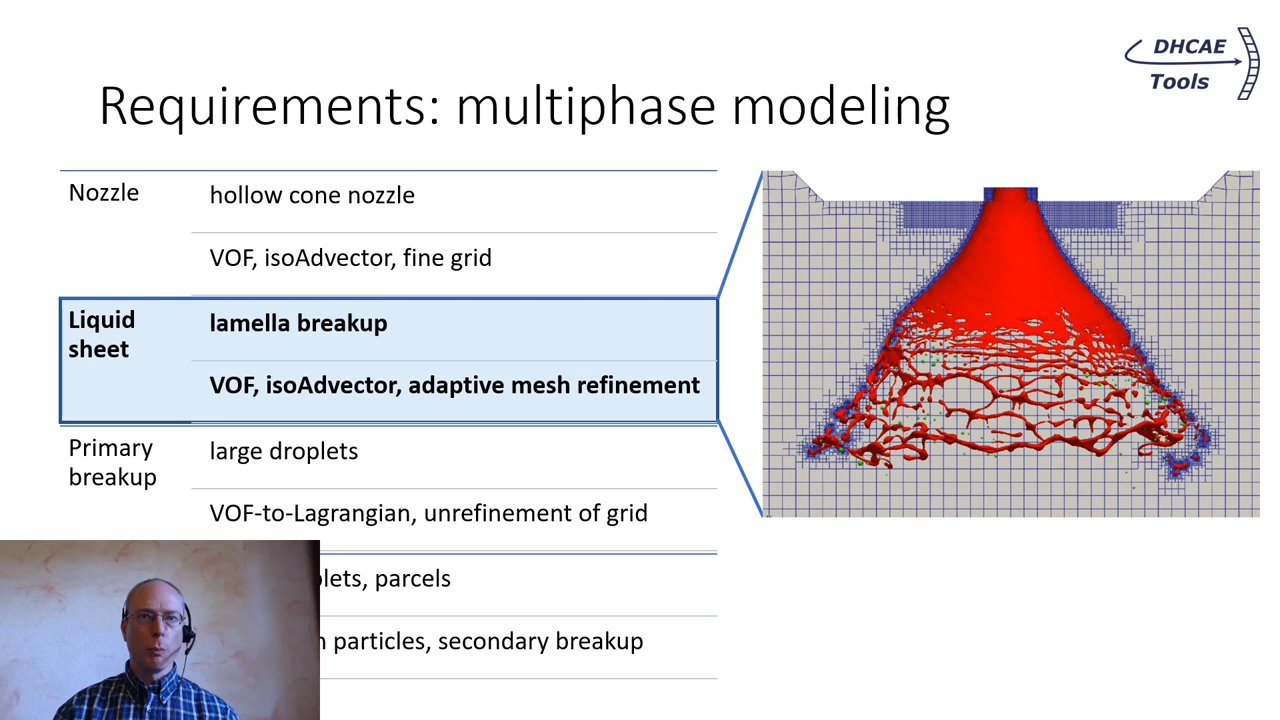 DHCAE
Tools
Requirements: multiphase modeling
Nozzle
hollow cone nozzle
VOF, isoAdvector, fine grid
Liquid
sheet
lamella breakup
VOF, isoAdvector, adaptive mesh refinement
Primary
breakup
large droplets
VOF-to-Lagrangian, unrefinement of grid
parcels
particles, secondary breakup